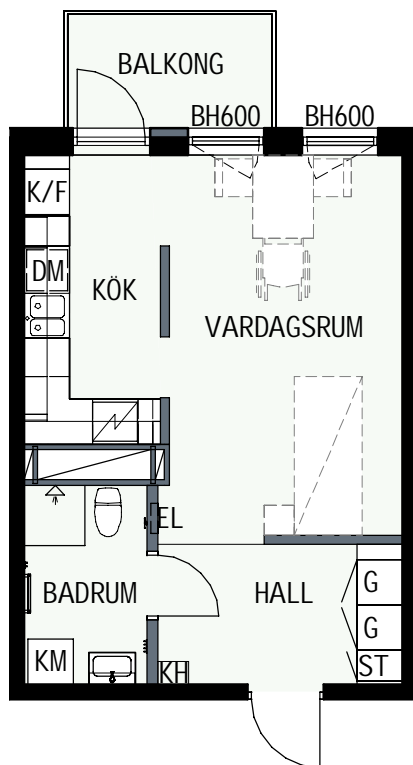 BALKONG
BH600 BH600
K/F
DM
KÖK
VARDAGSRUM
EL
BADRUM
HALL
G
G
KM
KH
ST